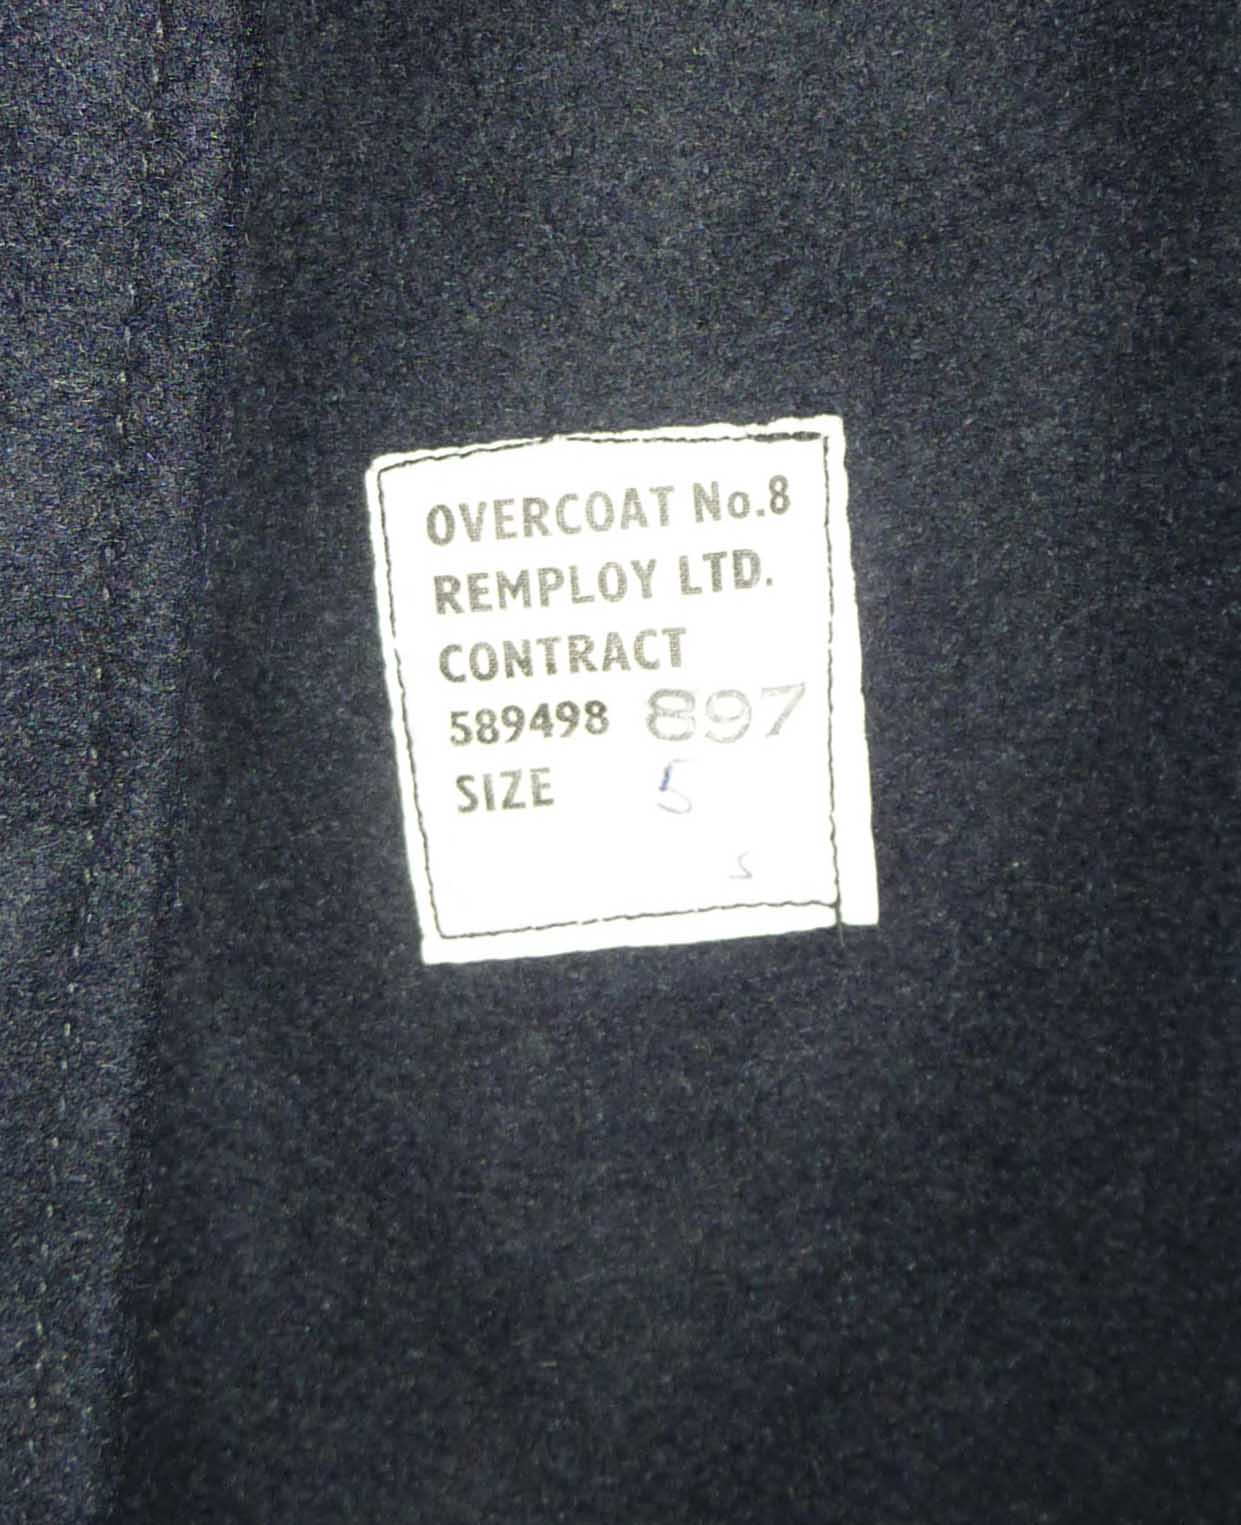 OVERCOAT No.8
REMPLOY LTD.
CONTRACT
589498 897
SIZE 5
S